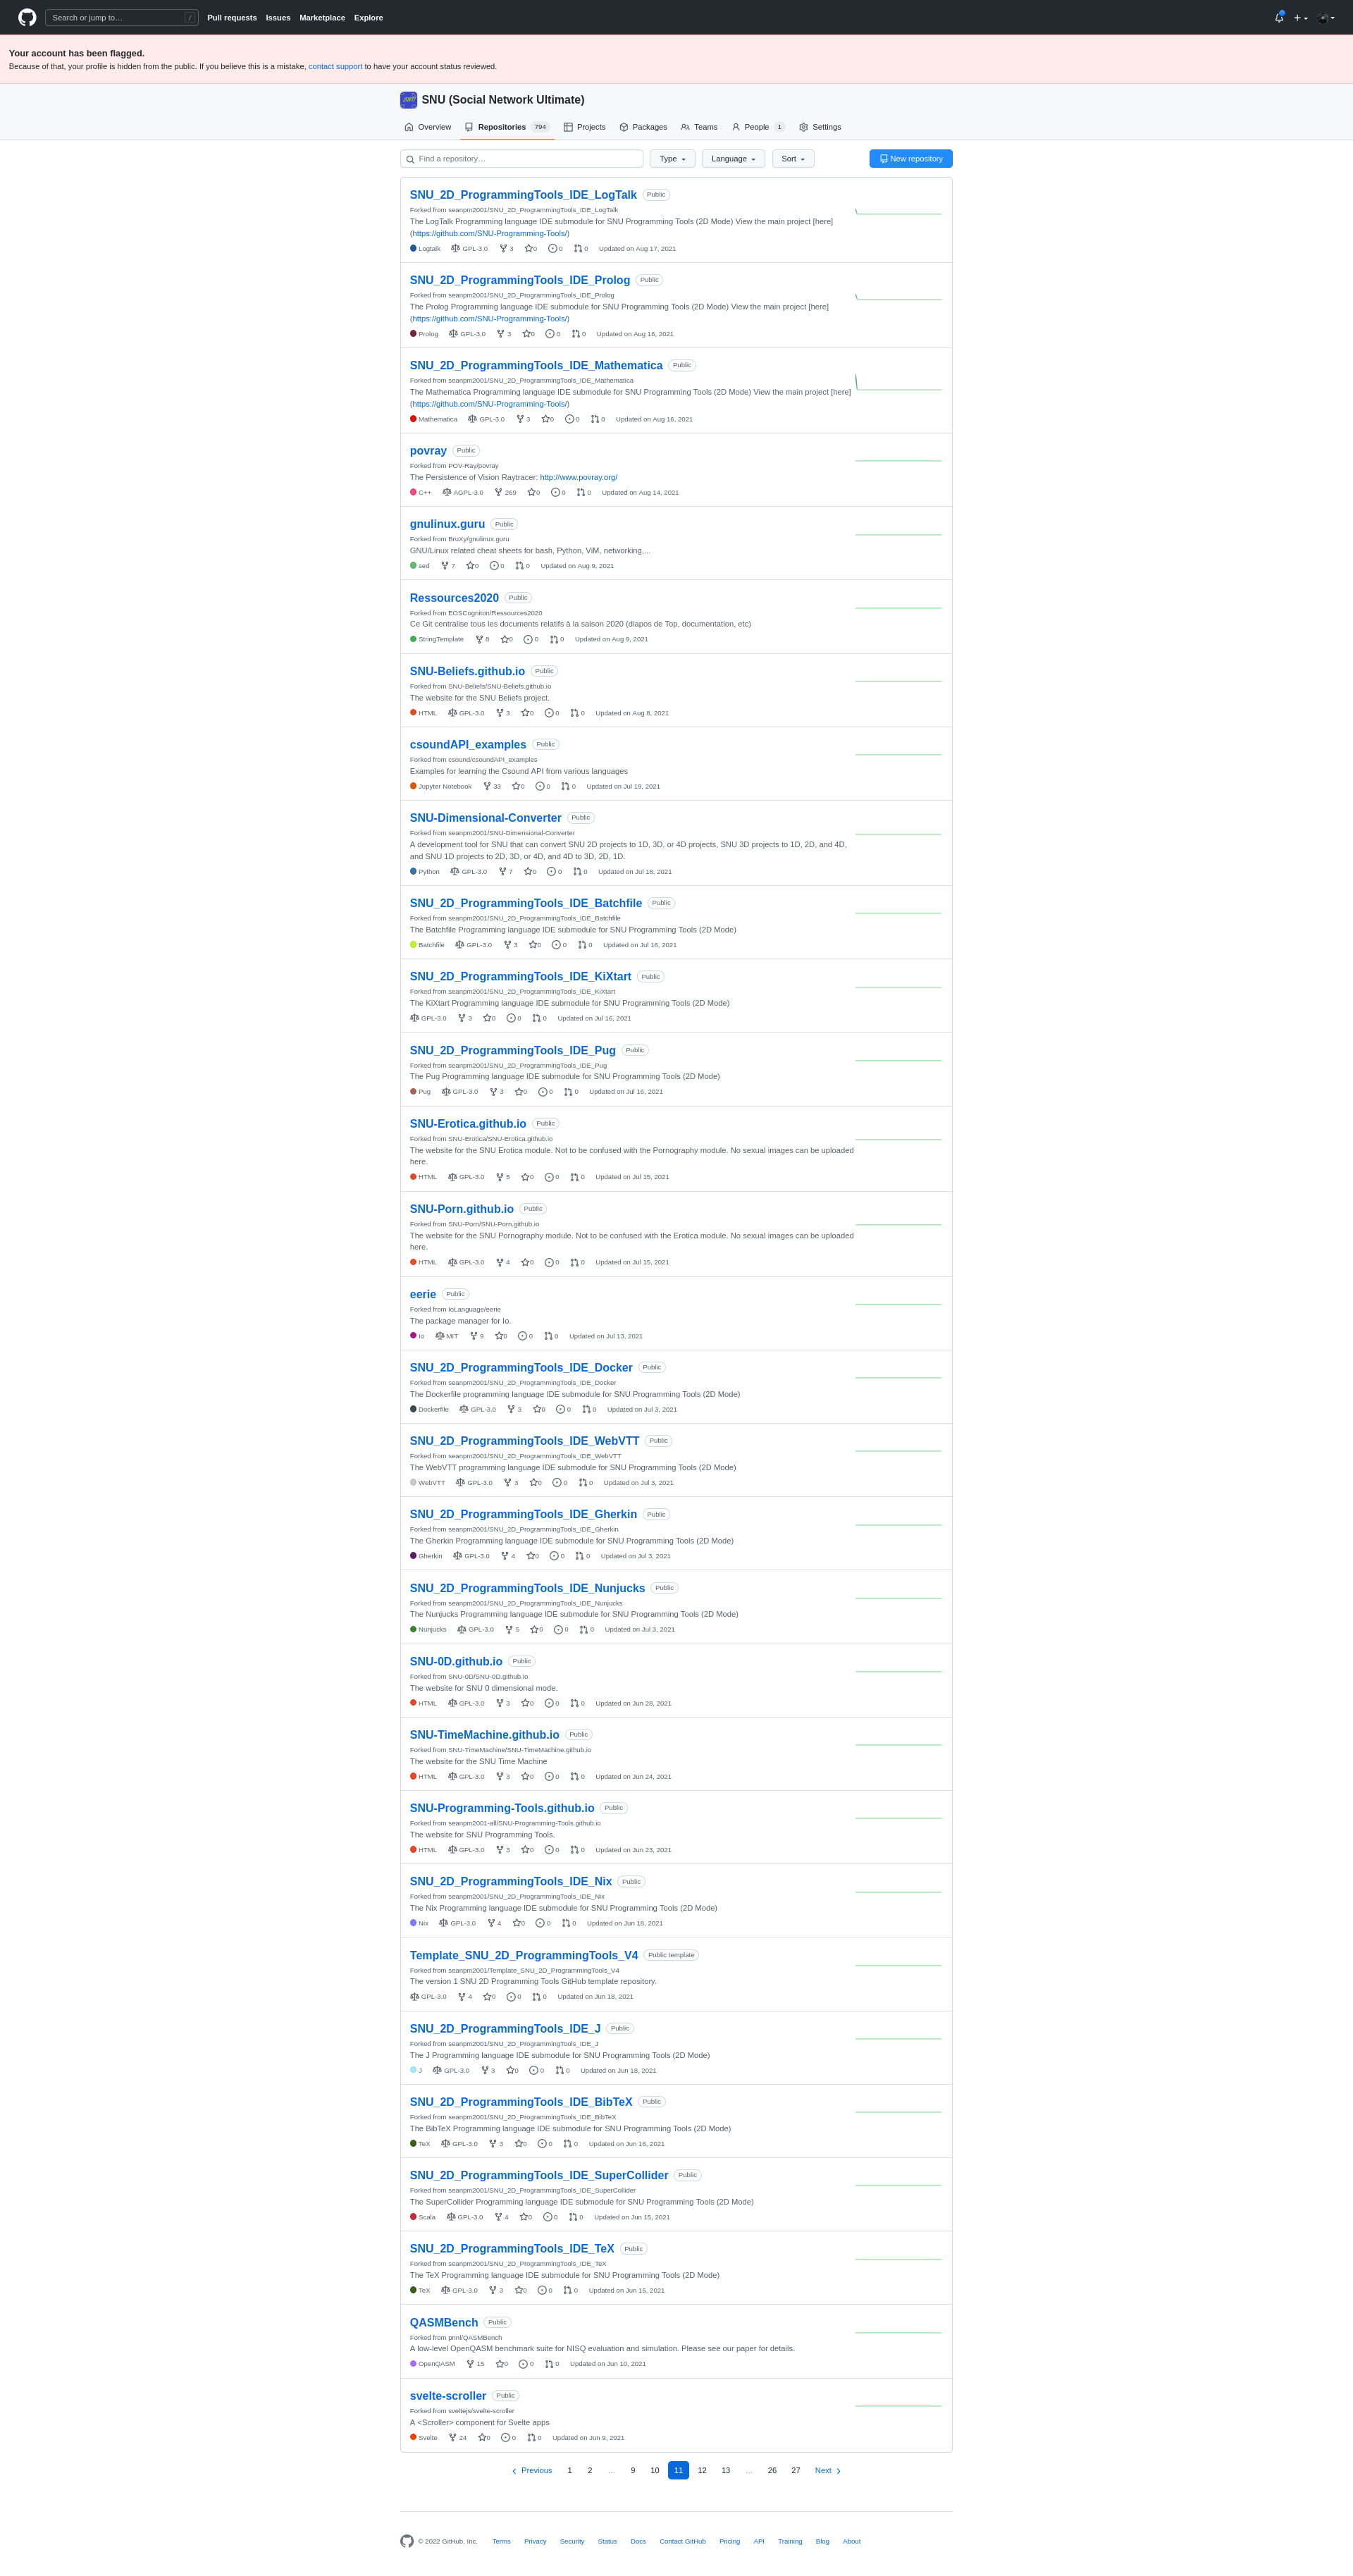 Search or jump to… /
Pull requests Issues Marketplace Explore
Your account has been flagged.
Because of that, your profile is hidden from the public. If you believe this is a mistake, contact support to have your account status reviewed.
SNU (Social Network Ultimate)
Overview Repositories 794 Projects Packages Teams People 1 Settings
Find a repository… Type Language Sort New repository
SNU_2D_ProgrammingTools_IDE_LogTalk Public
Forked from seanpm2001/SNU_2D_ProgrammingTools_IDE_LogTalk
The LogTalk Programming language IDE submodule for SNU Programming Tools (2D Mode) View the main project [here]
(https://github.com/SNU-Programming-Tools/)
Logtalk GPL-3.0 3 0 0 0 Updated on Aug 17, 2021
SNU_2D_ProgrammingTools_IDE_Prolog Public
Forked from seanpm2001/SNU_2D_ProgrammingTools_IDE_Prolog
The Prolog Programming language IDE submodule for SNU Programming Tools (2D Mode) View the main project [here]
(https://github.com/SNU-Programming-Tools/)
Prolog GPL-3.0 3 0 0 0 Updated on Aug 16, 2021
SNU_2D_ProgrammingTools_IDE_Mathematica Public
Forked from seanpm2001/SNU_2D_ProgrammingTools_IDE_Mathematica
The Mathematica Programming language IDE submodule for SNU Programming Tools (2D Mode) View the main project [here]
(https://github.com/SNU-Programming-Tools/)
Mathematica GPL-3.0 3 0 0 0 Updated on Aug 16, 2021
povray Public
Forked from POV-Ray/povray
The Persistence of Vision Raytracer: http://www.povray.org/
C++ AGPL-3.0 269 0 0 0 Updated on Aug 14, 2021
gnulinux.guru Public
Forked from BruXy/gnulinux.guru
GNU/Linux related cheat sheets for bash, Python, ViM, networking,...
sed 7 0 0 0 Updated on Aug 9, 2021
Ressources2020 Public
Forked from EOSCogniton/Ressources2020
Ce Git centralise tous les documents relatifs à la saison 2020 (diapos de Top, documentation, etc)
StringTemplate 8 0 0 0 Updated on Aug 9, 2021
SNU-Beliefs.github.io Public
Forked from SNU-Beliefs/SNU-Beliefs.github.io
The website for the SNU Beliefs project.
HTML GPL-3.0 3 0 0 0 Updated on Aug 8, 2021
csoundAPI_examples Public
Forked from csound/csoundAPI_examples
Examples for learning the Csound API from various languages
Jupyter Notebook 33 0 0 0 Updated on Jul 19, 2021
SNU-Dimensional-Converter Public
Forked from seanpm2001/SNU-Dimensional-Converter
A development tool for SNU that can convert SNU 2D projects to 1D, 3D, or 4D projects, SNU 3D projects to 1D, 2D, and 4D,
and SNU 1D projects to 2D, 3D, or 4D, and 4D to 3D, 2D, 1D.
Python GPL-3.0 7 0 0 0 Updated on Jul 18, 2021
SNU_2D_ProgrammingTools_IDE_Batchfile Public
Forked from seanpm2001/SNU_2D_ProgrammingTools_IDE_Batchfile
The Batchfile Programming language IDE submodule for SNU Programming Tools (2D Mode)
Batchfile GPL-3.0 3 0 0 0 Updated on Jul 16, 2021
SNU_2D_ProgrammingTools_IDE_KiXtart Public
Forked from seanpm2001/SNU_2D_ProgrammingTools_IDE_KiXtart
The KiXtart Programming language IDE submodule for SNU Programming Tools (2D Mode)
GPL-3.0 3 0 0 0 Updated on Jul 16, 2021
SNU_2D_ProgrammingTools_IDE_Pug Public
Forked from seanpm2001/SNU_2D_ProgrammingTools_IDE_Pug
The Pug Programming language IDE submodule for SNU Programming Tools (2D Mode)
Pug GPL-3.0 3 0 0 0 Updated on Jul 16, 2021
SNU-Erotica.github.io Public
Forked from SNU-Erotica/SNU-Erotica.github.io
The website for the SNU Erotica module. Not to be confused with the Pornography module. No sexual images can be uploaded
here.
HTML GPL-3.0 5 0 0 0 Updated on Jul 15, 2021
SNU-Porn.github.io Public
Forked from SNU-Porn/SNU-Porn.github.io
The website for the SNU Pornography module. Not to be confused with the Erotica module. No sexual images can be uploaded
here.
HTML GPL-3.0 4 0 0 0 Updated on Jul 15, 2021
eerie Public
Forked from IoLanguage/eerie
The package manager for Io.
Io MIT 9 0 0 0 Updated on Jul 13, 2021
SNU_2D_ProgrammingTools_IDE_Docker Public
Forked from seanpm2001/SNU_2D_ProgrammingTools_IDE_Docker
The Dockerfile programming language IDE submodule for SNU Programming Tools (2D Mode)
Dockerfile GPL-3.0 3 0 0 0 Updated on Jul 3, 2021
SNU_2D_ProgrammingTools_IDE_WebVTT Public
Forked from seanpm2001/SNU_2D_ProgrammingTools_IDE_WebVTT
The WebVTT programming language IDE submodule for SNU Programming Tools (2D Mode)
WebVTT GPL-3.0 3 0 0 0 Updated on Jul 3, 2021
SNU_2D_ProgrammingTools_IDE_Gherkin Public
Forked from seanpm2001/SNU_2D_ProgrammingTools_IDE_Gherkin
The Gherkin Programming language IDE submodule for SNU Programming Tools (2D Mode)
Gherkin GPL-3.0 4 0 0 0 Updated on Jul 3, 2021
SNU_2D_ProgrammingTools_IDE_Nunjucks Public
Forked from seanpm2001/SNU_2D_ProgrammingTools_IDE_Nunjucks
The Nunjucks Programming language IDE submodule for SNU Programming Tools (2D Mode)
Nunjucks GPL-3.0 5 0 0 0 Updated on Jul 3, 2021
SNU-0D.github.io Public
Forked from SNU-0D/SNU-0D.github.io
The website for SNU 0 dimensional mode.
HTML GPL-3.0 3 0 0 0 Updated on Jun 28, 2021
SNU-TimeMachine.github.io Public
Forked from SNU-TimeMachine/SNU-TimeMachine.github.io
The website for the SNU Time Machine
HTML GPL-3.0 3 0 0 0 Updated on Jun 24, 2021
SNU-Programming-Tools.github.io Public
Forked from seanpm2001-all/SNU-Programming-Tools.github.io
The website for SNU Programming Tools.
HTML GPL-3.0 3 0 0 0 Updated on Jun 23, 2021
SNU_2D_ProgrammingTools_IDE_Nix Public
Forked from seanpm2001/SNU_2D_ProgrammingTools_IDE_Nix
The Nix Programming language IDE submodule for SNU Programming Tools (2D Mode)
Nix GPL-3.0 4 0 0 0 Updated on Jun 18, 2021
Template_SNU_2D_ProgrammingTools_V4 Public template
Forked from seanpm2001/Template_SNU_2D_ProgrammingTools_V4
The version 1 SNU 2D Programming Tools GitHub template repository.
GPL-3.0 4 0 0 0 Updated on Jun 18, 2021
SNU_2D_ProgrammingTools_IDE_J Public
Forked from seanpm2001/SNU_2D_ProgrammingTools_IDE_J
The J Programming language IDE submodule for SNU Programming Tools (2D Mode)
J GPL-3.0 3 0 0 0 Updated on Jun 18, 2021
SNU_2D_ProgrammingTools_IDE_BibTeX Public
Forked from seanpm2001/SNU_2D_ProgrammingTools_IDE_BibTeX
The BibTeX Programming language IDE submodule for SNU Programming Tools (2D Mode)
TeX GPL-3.0 3 0 0 0 Updated on Jun 16, 2021
SNU_2D_ProgrammingTools_IDE_SuperCollider Public
Forked from seanpm2001/SNU_2D_ProgrammingTools_IDE_SuperCollider
The SuperCollider Programming language IDE submodule for SNU Programming Tools (2D Mode)
Scala GPL-3.0 4 0 0 0 Updated on Jun 15, 2021
SNU_2D_ProgrammingTools_IDE_TeX Public
Forked from seanpm2001/SNU_2D_ProgrammingTools_IDE_TeX
The TeX Programming language IDE submodule for SNU Programming Tools (2D Mode)
TeX GPL-3.0 3 0 0 0 Updated on Jun 15, 2021
QASMBench Public
Forked from pnnl/QASMBench
A low-level OpenQASM benchmark suite for NISQ evaluation and simulation. Please see our paper for details.
OpenQASM 15 0 0 0 Updated on Jun 10, 2021
svelte-scroller Public
Forked from sveltejs/svelte-scroller
A <Scroller> component for Svelte apps
Svelte 24 0 0 0 Updated on Jun 9, 2021
Previous 1 2 … 9 10 11 12 13 … 26 27 Next
© 2022 GitHub, Inc. Terms Privacy Security Status Docs Contact GitHub Pricing API Training Blog About